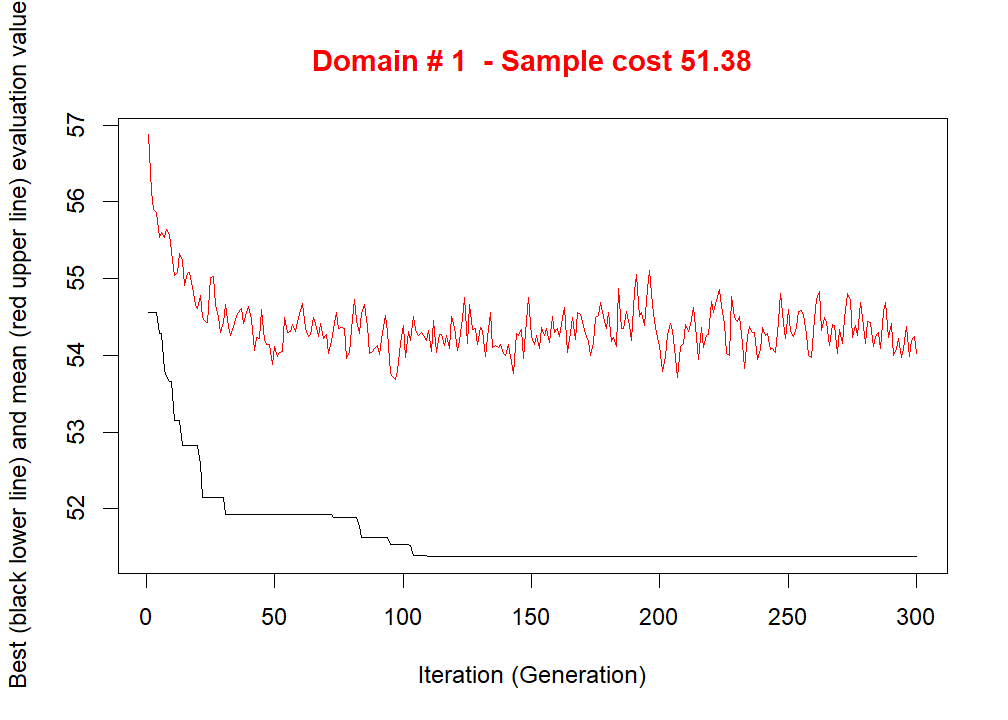 Domain # 1  - Sample cost 51.38
Best (black lower line) and mean (red upper line) evaluation value
57
56
55
54
53
52
0 50 100 150 200 250 300
Iteration (Generation)